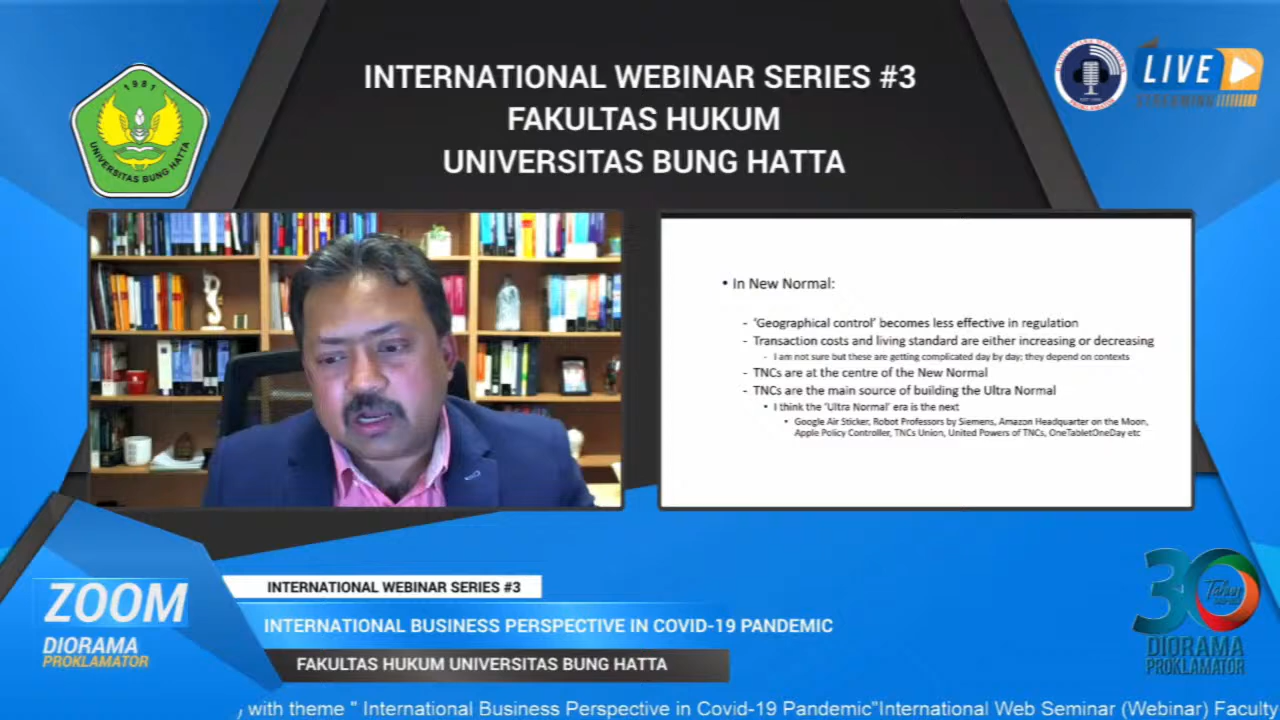 INTERNATIONAL WEBINAR SERIES #3
FAKULTAS HUKUM
UNIVERSITAS BUNG HATTA
1981
UNIVERSITAS BUNG HATTA
LIVE
STREAMING
• In New Normal:
- ‘Geographical control’ becomes less effective in regulation
- Transaction costs and living standard are either increasing or decreasing
- I am not sure but these are getting complicated day by day; they depend on contexts
- TNCs are at the centre of the New Normal
- TNCs are the main source of building the Ultra Normal
• I think the ‘Ultra Normal’ era is the next
• Google Air Sticker, Robot Professors by Siemens, Amazon Headquarter on the Moon,
Apple Policy Controller, TNCs Union, United Powers of TNCs, OneTabletOneDay etc
ZOOM
DIORAMA
PROKLAMATOR
INTERNATIONAL WEBINAR SERIES #3
INTERNATIONAL BUSINESS PERSPECTIVE IN COVID-19 PANDEMIC
FAKULTAS HUKUM UNIVERSITAS BUNG HATTA
30
Tahun
DIORAMA
PROKLAMATOR
with theme " International Business Perspective in Covid-19 Pandemic"International Web Seminar (Webinar) Faculty